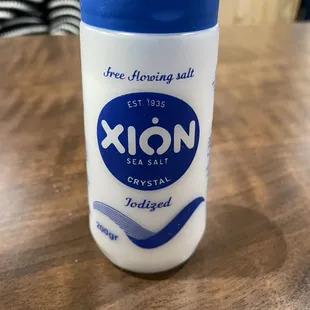 free flowing salt
EST. 1935
XION
SEA SALT
CRYSTAL
Iodized
200gr